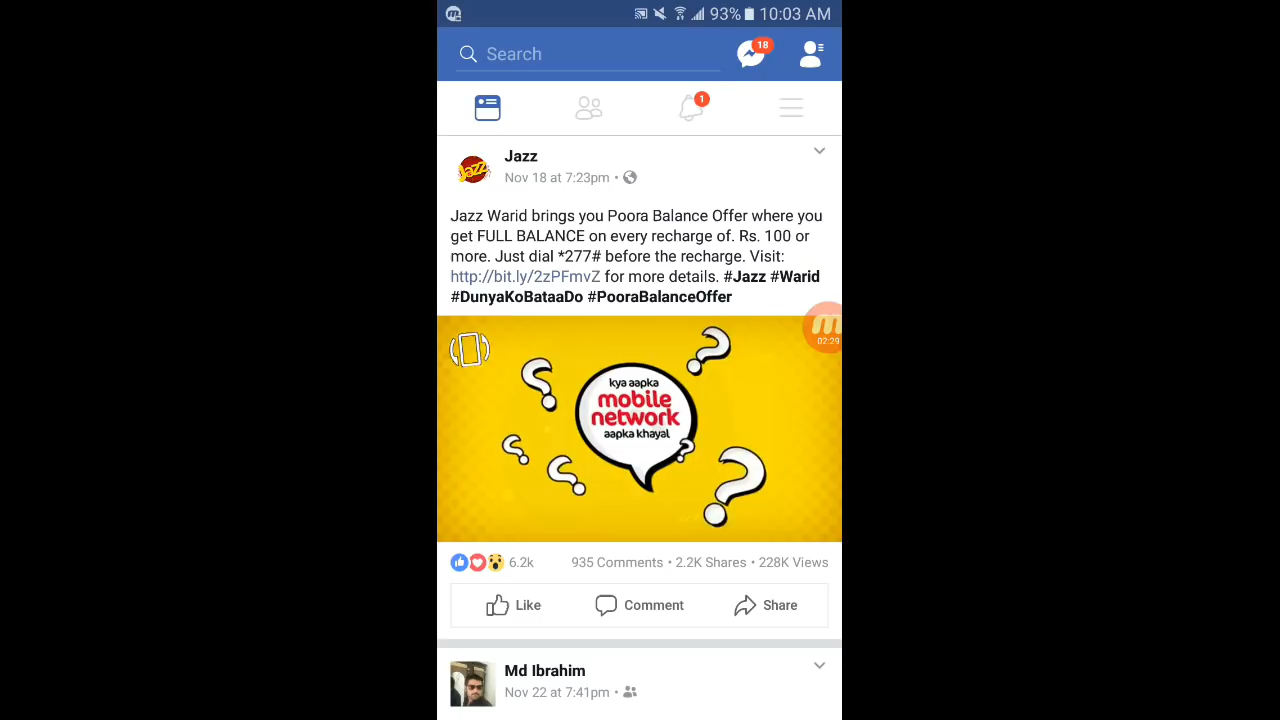 93% 10:03 AM
Search
18
1
Jazz
Jazz
Nov 18 at 7:23pm •
Jazz Warid brings you Poora Balance Offer where you
get FULL BALANCE on every recharge of. Rs. 100 or
more. Just dial *277# before the recharge. Visit:
http://bit.ly/2zPFmvZ for more details. #Jazz #Warid
#DunyaKoBataaDo #PooraBalanceOffer
02:29
kya aapka
mobile
network
aapka khayal
6.2k 935 Comments • 2.2K Shares • 228K Views
Like Comment Share
Md Ibrahim
Nov 22 at 7:41pm •